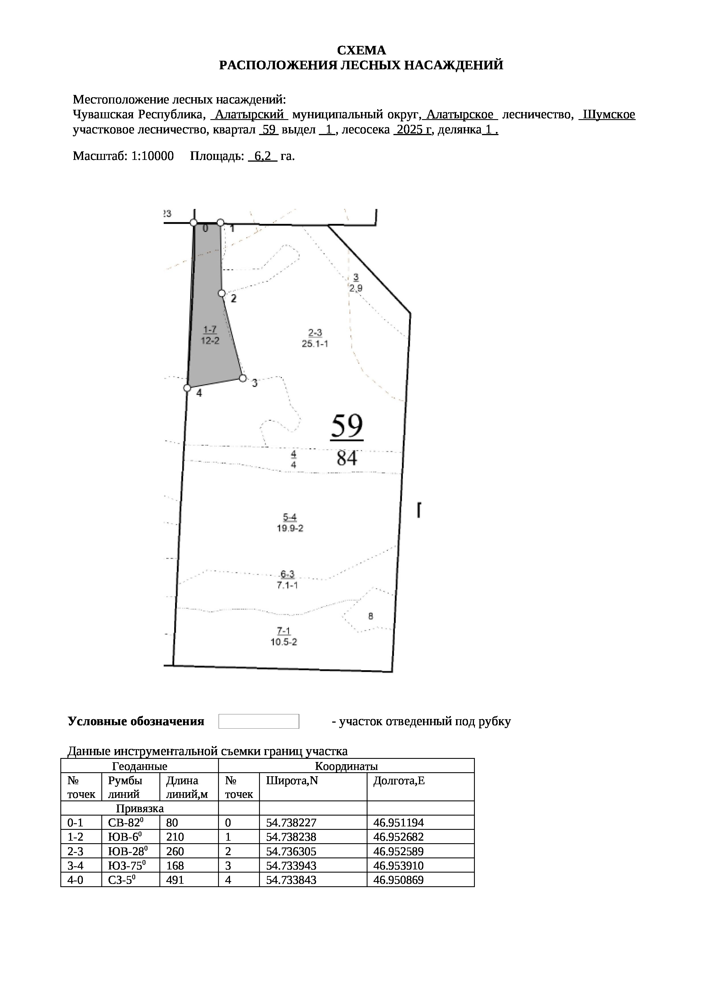 СХЕМА
РАСПОЛОЖЕНИЯ ЛЕСНЫХ НАСАЖДЕНИЙ
Местоположение лесных насаждений:
Чувашская Республика, Алатырский муниципальный округ, Алатырское лесничество, Шумское
участковое лесничество, квартал 59 выдел 1 , лесосека 2025 г, делянка 1 .
Масштаб: 1:10000 Площадь: 6,2 га.
23
0
1
3
2,9
2
1-7
12-2
2-3
25.1-1
3
4
59
84
4
4
5-4
19.9-2
6-3
7.1-1
8
7-1
10.5-2
Условные обозначения - участок отведенный под рубку
Данные инструментальной съемки границ участка
Геоданные Координаты
№ точек Румбы линий Длина линий,м № точек Широта,N Долгота,E
Привязка
0-1 СВ-82⁰ 80 0 54.738227 46.951194
1-2 ЮВ-6⁰ 210 1 54.738238 46.952682
2-3 ЮВ-28⁰ 260 2 54.736305 46.952589
3-4 ЮЗ-75⁰ 168 3 54.733943 46.953910
4-0 СЗ-5⁰ 491 4 54.733843 46.950869